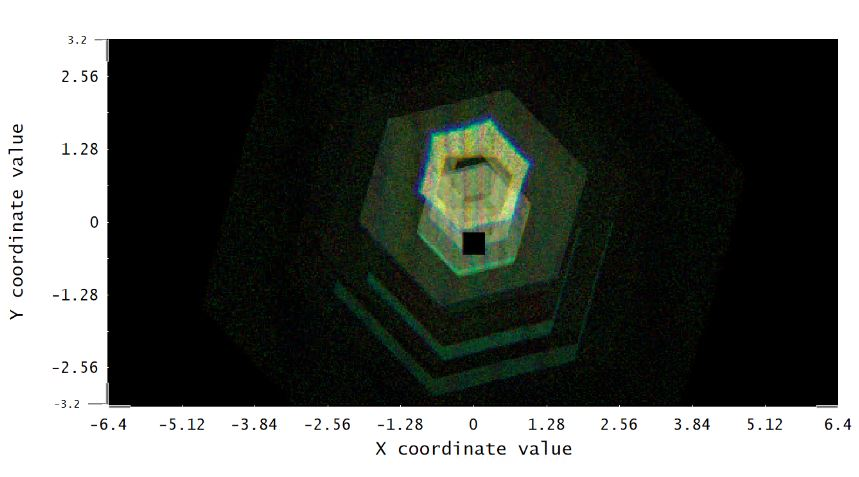 3.2
2.56
1.28
0
-1.28
-2.56
-3.2
Y coordinate value
-6.4 -5.12 -3.84 -2.56 -1.28 0 1.28 2.56 3.84 5.12 6.4
X coordinate value